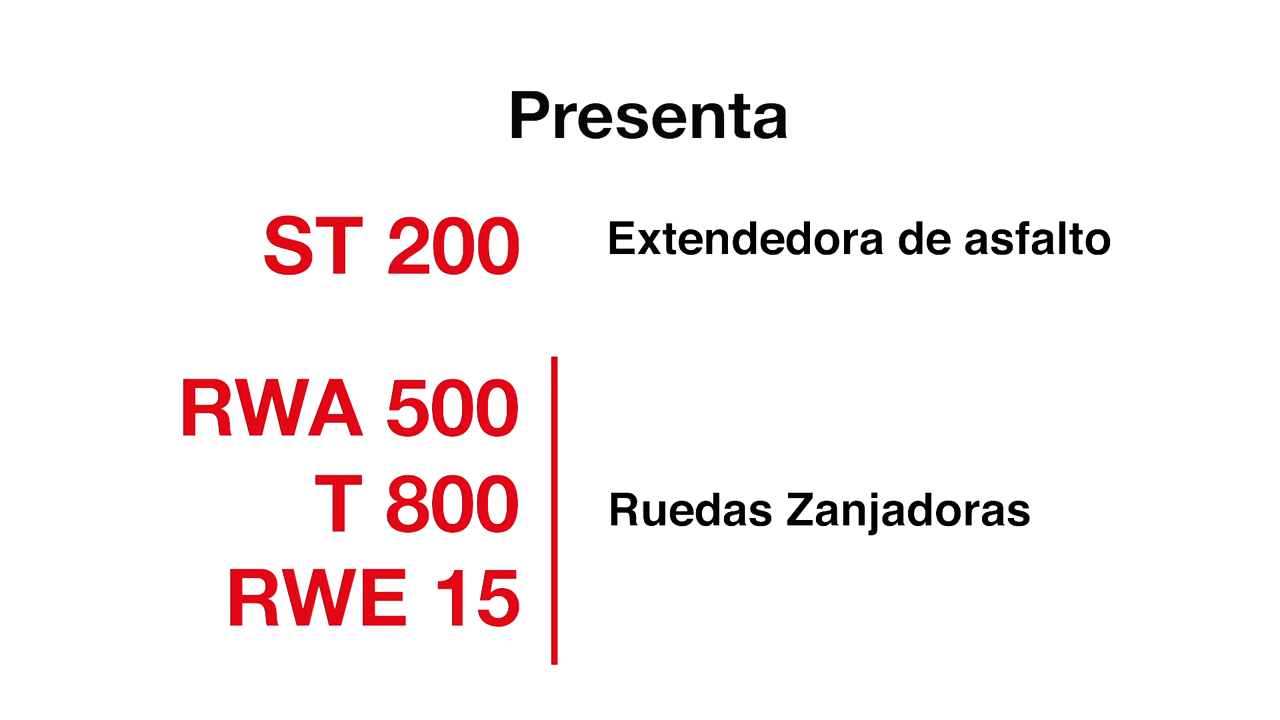 Presenta
ST 200 Extendedora de asfalto
RWA 500
T 800 Ruedas Zanjadoras
RWE 15